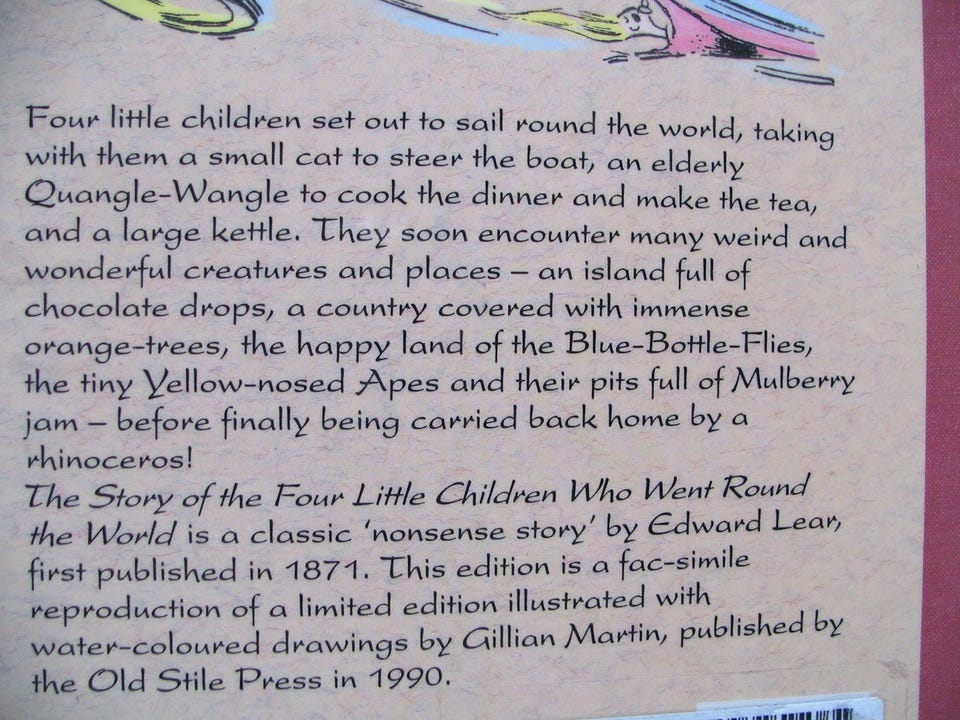 Four little children set out to sail round the world, taking
with them a small cat to steer the boat, an elderly
Quangle-Wangle to cook the dinner and make the tea,
and a large kettle. They soon encounter many weird and
wonderful creatures and places – an island full of
chocolate drops, a country covered with immense
orange-trees, the happy land of the Blue-Bottle-Flies,
the tiny Yellow-nosed Apes and their pits full of Mulberry
jam – before finally being carried back home by a
rhinoceros!
The Story of the Four Little Children Who Went Round
the World is a classic ‘nonsense story’ by Edward Lear,
first published in 1871. This edition is a fac-simile
reproduction of a limited edition illustrated with
water-coloured drawings by Gillian Martin, published by
the Old Stile Press in 1990.